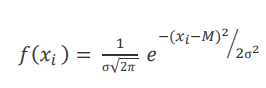 f(xᵢ) = 1/(σ√2π) e^(−(xᵢ−M)²/2σ²)